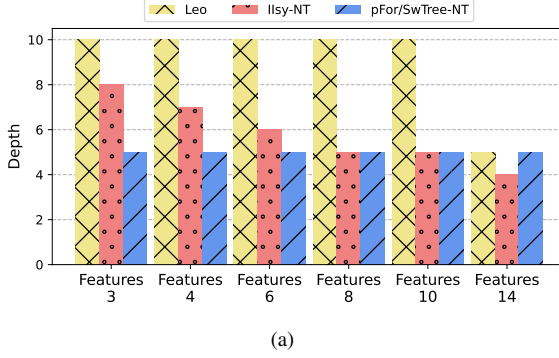 Leo IIsy-NT pFor/SwTree-NT
10
8
6
4
2
0
Depth
Features Features Features Features Features Features
3 4 6 8 10 14
(a)